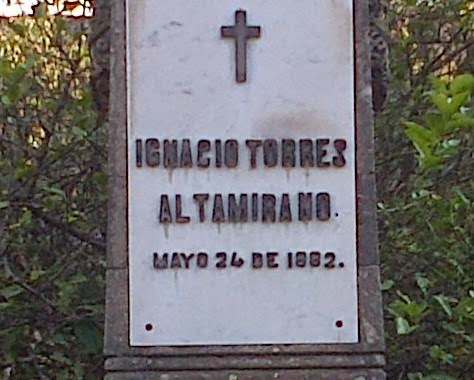 IGNACIO TORRES
ALTAMIRANO.
MAYO 24 DE 1882.